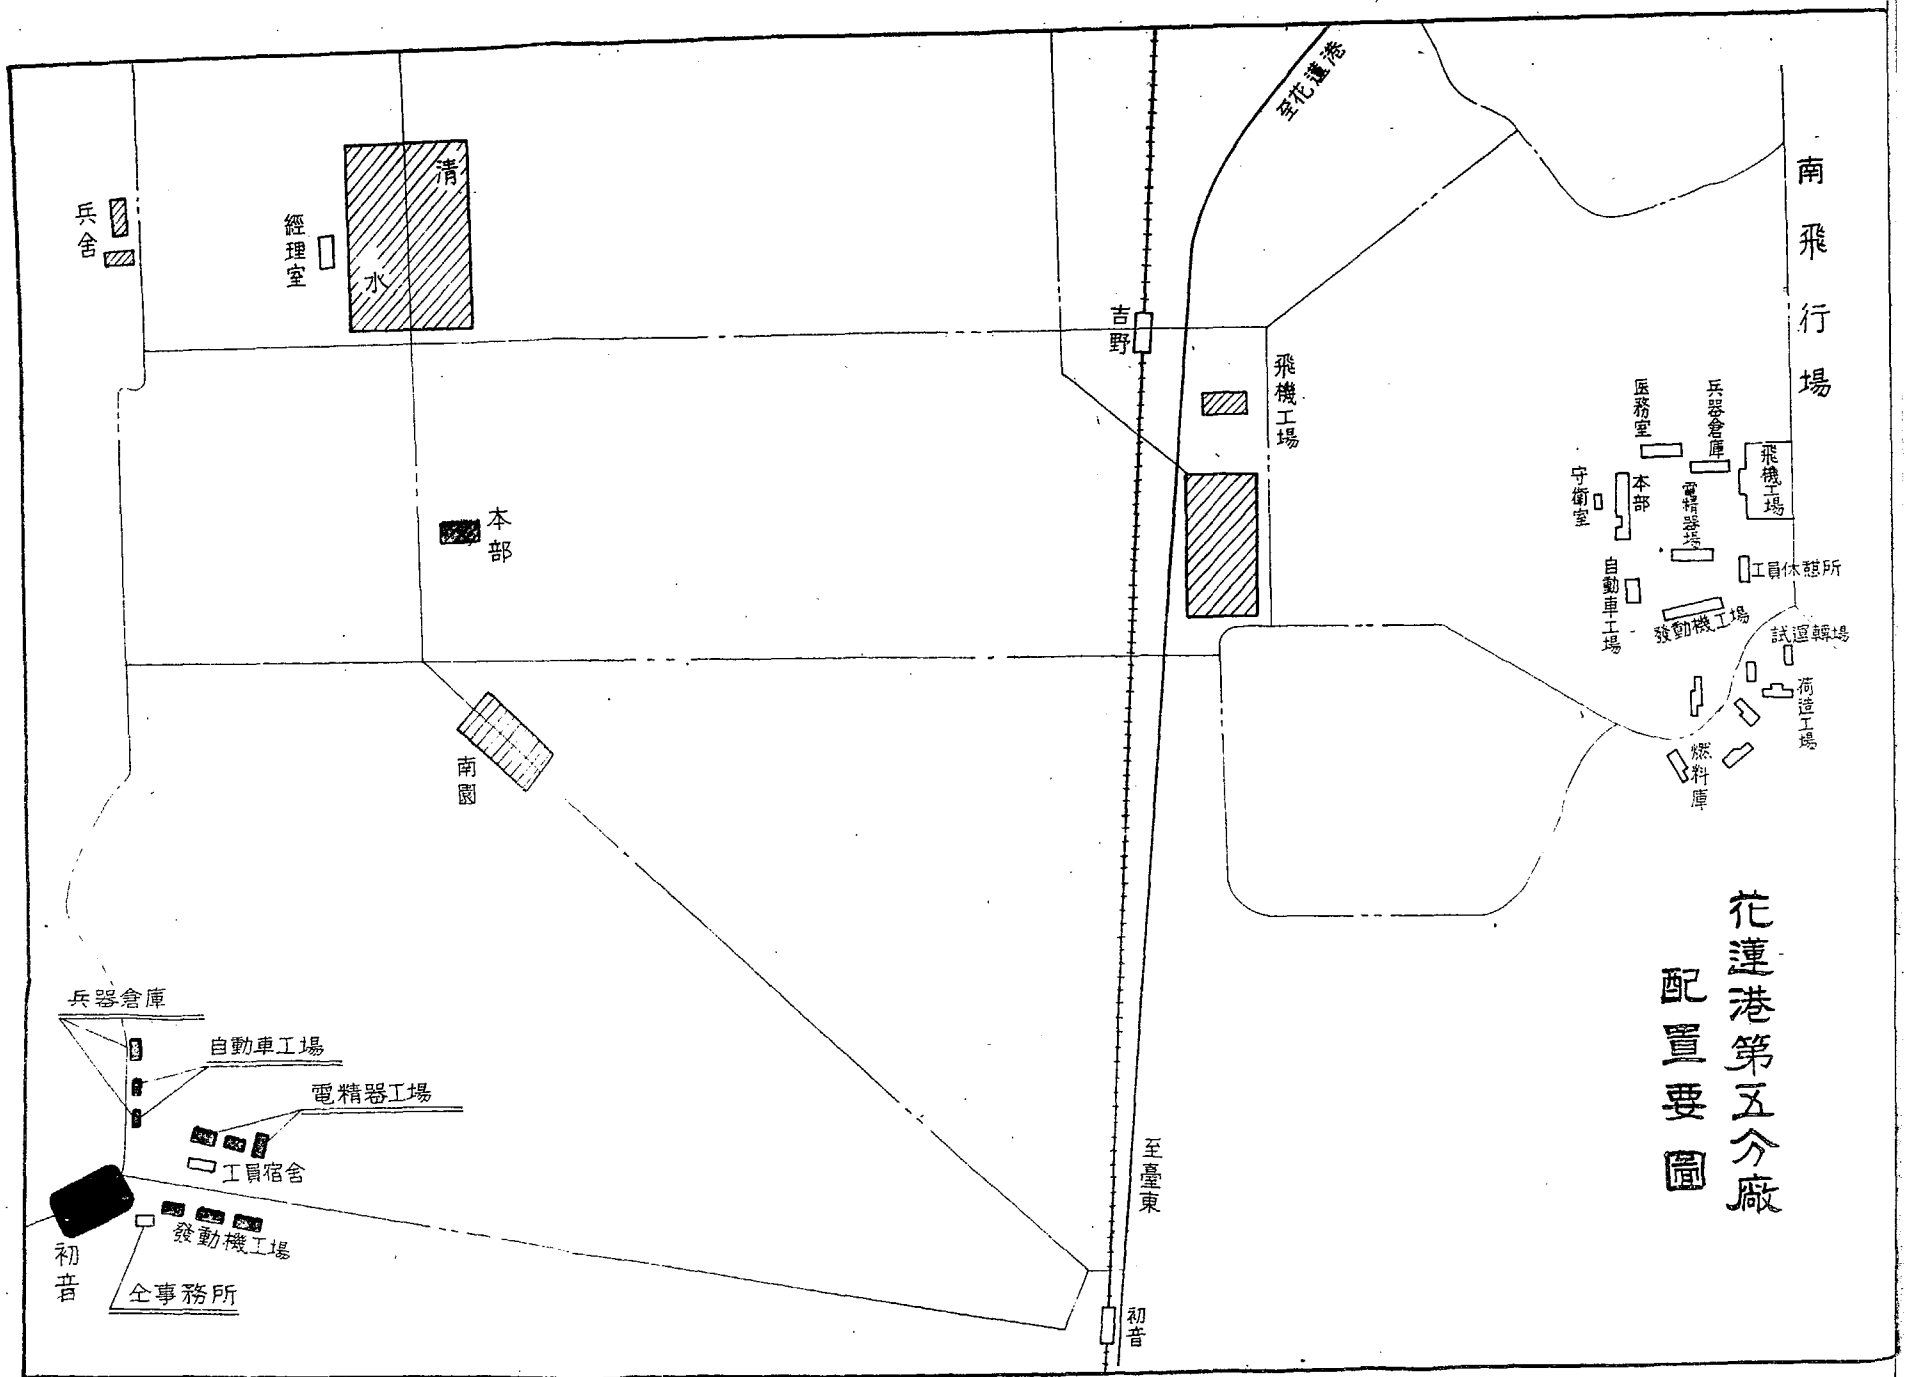 花蓮港第五分廠
配置要圖
南飛行場
至花蓮港
清水
兵舍
經理室
吉野
飛機工場
本部
南園
医務室
兵器倉庫
飛機工場
守衛室
本部
電精器場
自動車工場
工員休憩所
發動機工場
試運轉場
燃料庫
兵器倉庫
自動車工場
電精器工場
工員宿舍
發動機工場
初音
仝事務所
至臺東
初音